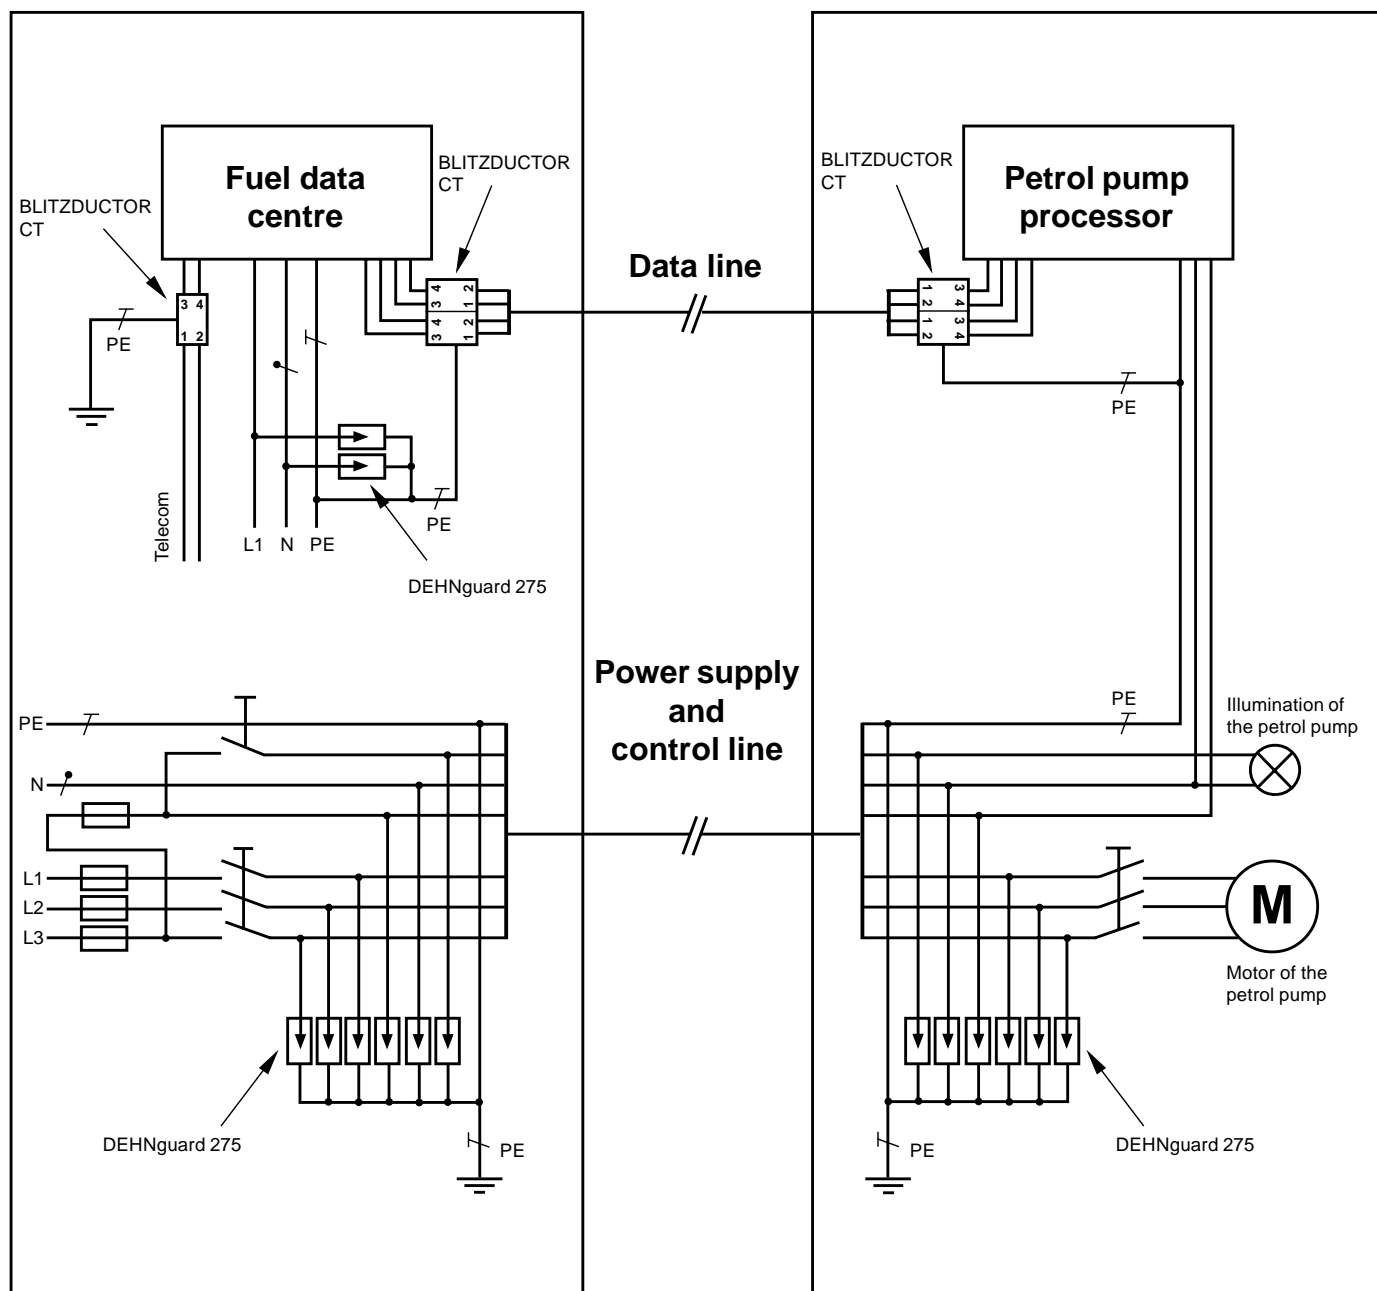 BLITZDUCTOR
CT
Fuel data
centre
BLITZDUCTOR
CT
3 4
1 2
PE
4 2
3 1
4 2
3 1
Telecom
L1 N PE
PE
DEHNguard 275
Data line
BLITZDUCTOR
CT
Petrol pump
processor
1 3
2 4
1 3
2 4
PE
Power supply
and
control line
PE
N
L1
L2
L3
DEHNguard 275
PE
PE
Illumination of
the petrol pump
M
Motor of the
petrol pump
DEHNguard 275
PE